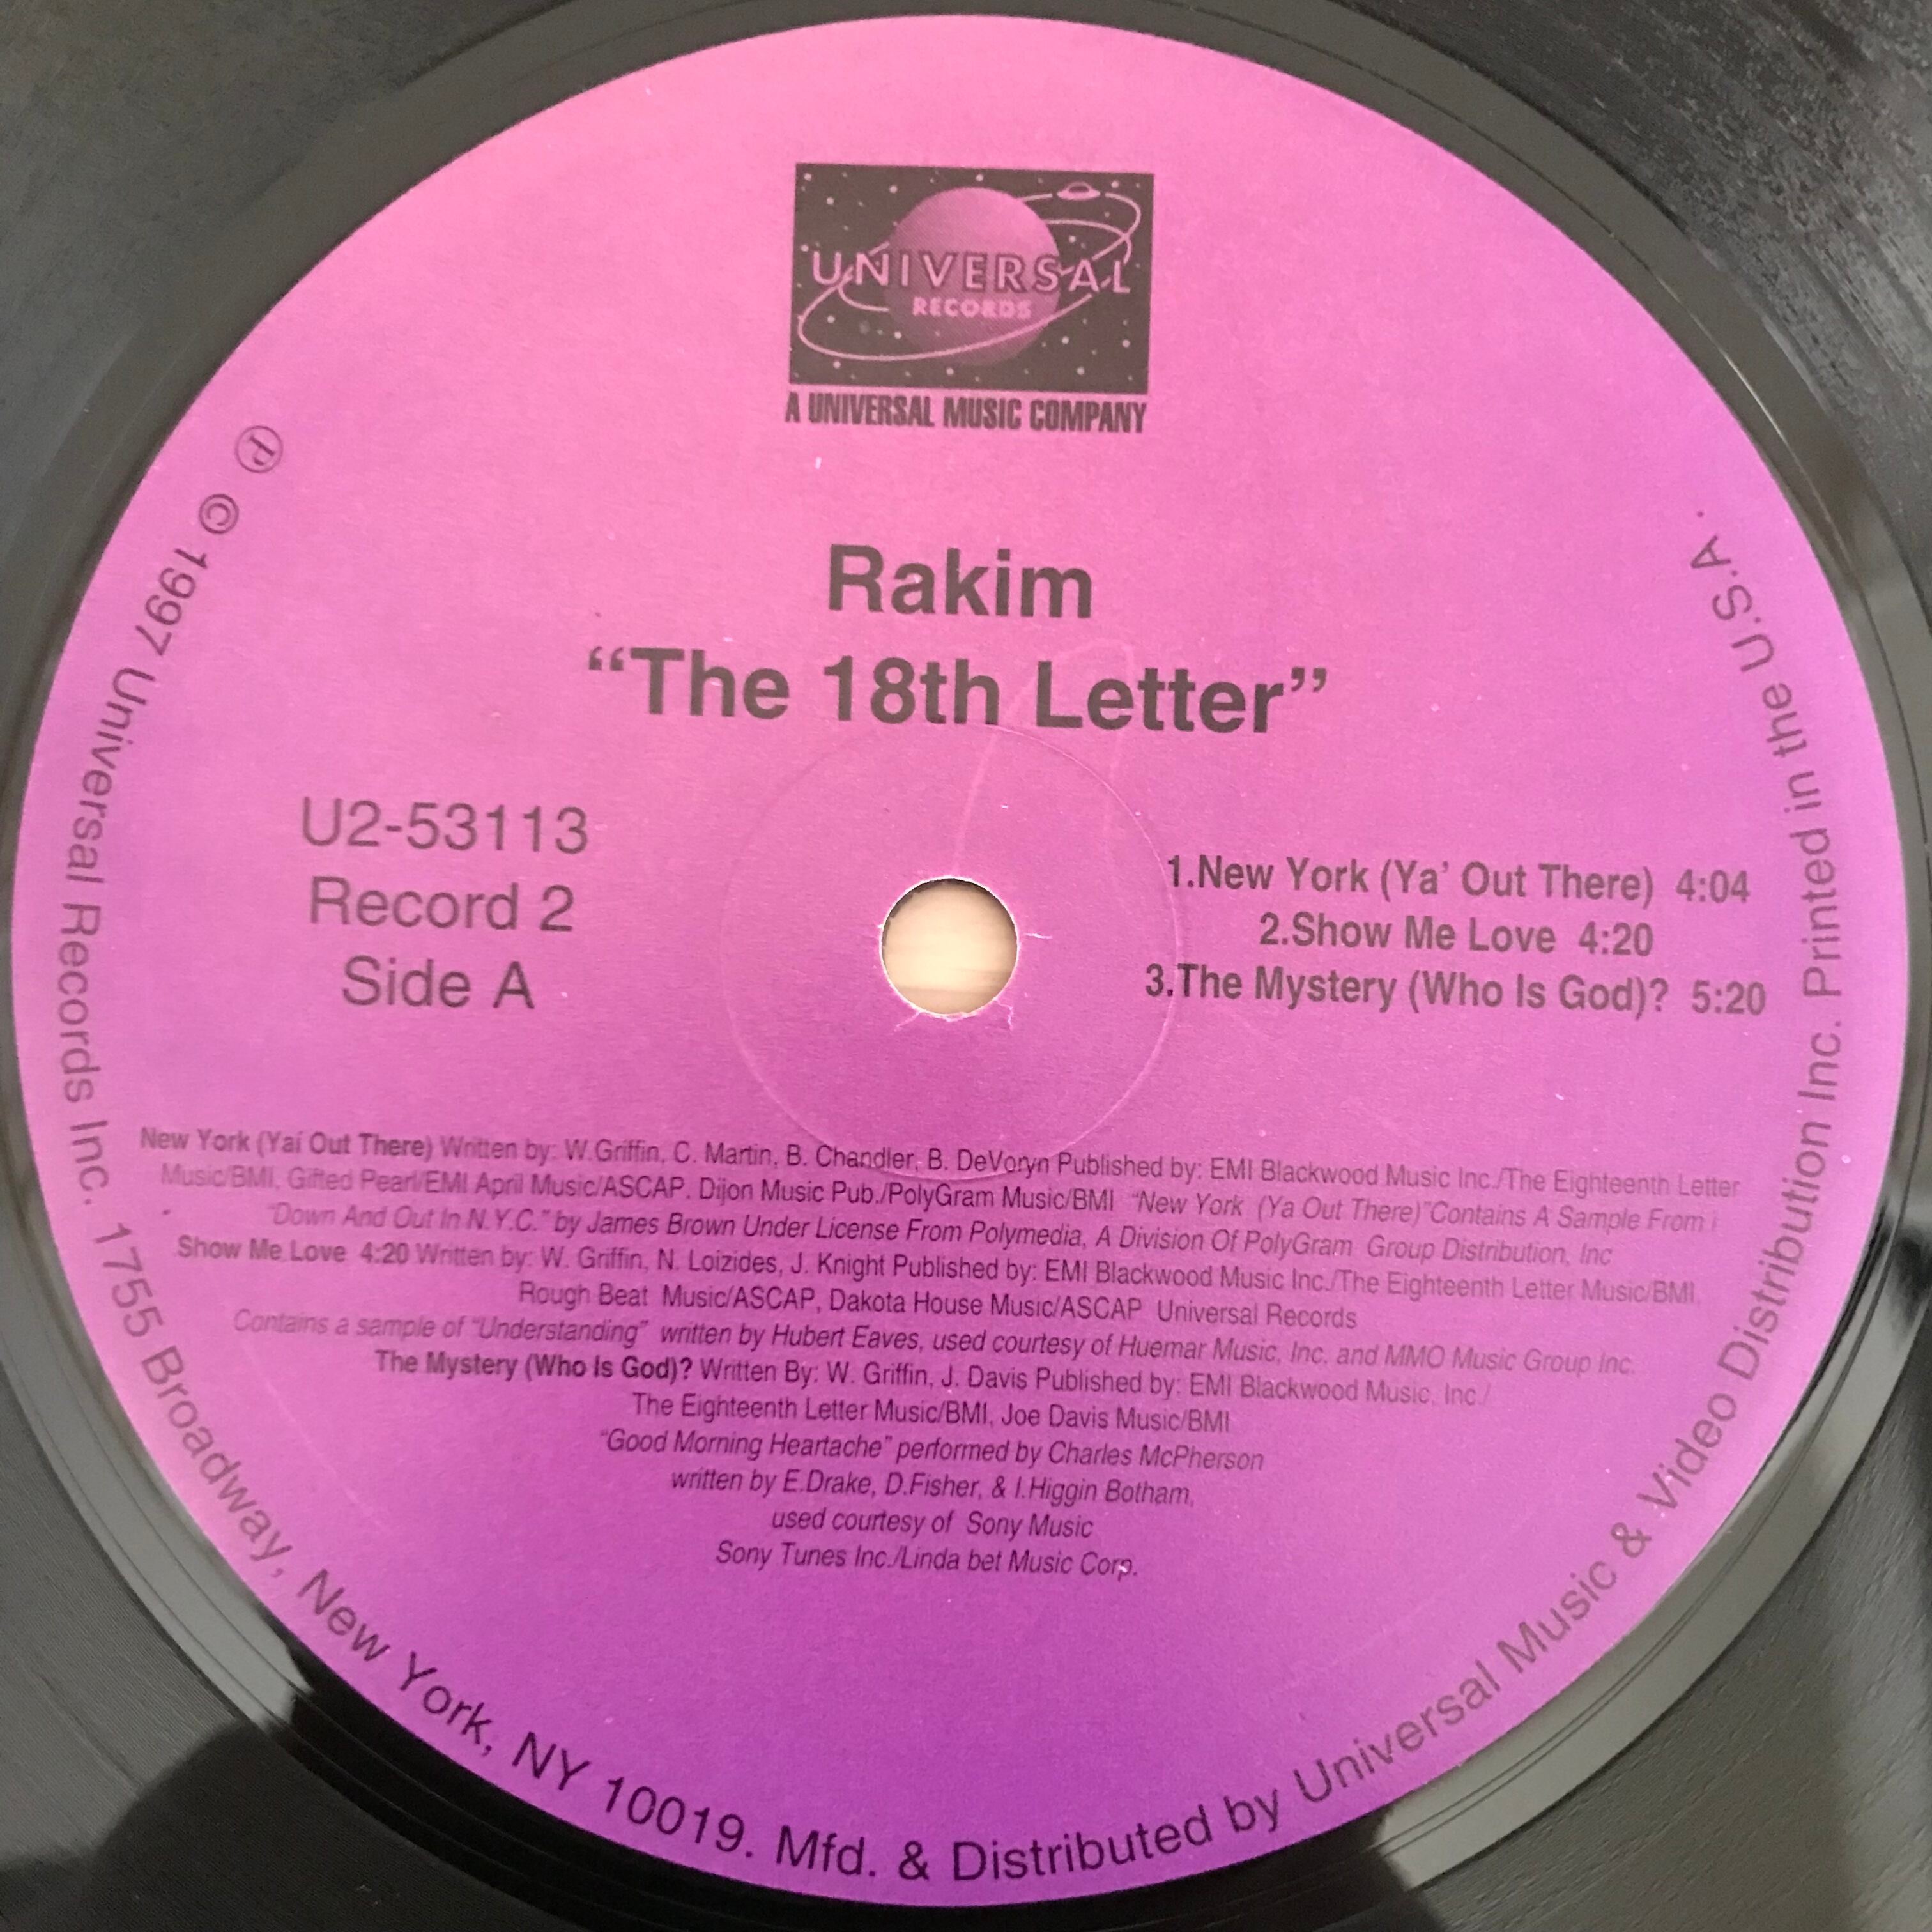 UNIVERSAL
RECORDS
A UNIVERSAL MUSIC COMPANY
Rakim
“The 18th Letter”
U2-53113
Record 2
Side A
1.New York (Ya’ Out There) 4:04
2.Show Me Love 4:20
3.The Mystery (Who Is God)? 5:20
New York (Yaí Out There) Written by: W.Griffin, C. Martin, B. Chandler, B. DeVoryn Published by: EMI Blackwood Music Inc./The Eighteenth Letter
Music/BMI, Gifted Pearl/EMI April Music/ASCAP. Dijon Music Pub./PolyGram Music/BMI “New York (Ya Out There)”Contains A Sample From i
“Down And Out In N.Y.C.” by James Brown Under License From Polymedia, A Division Of PolyGram Group Distribution, Inc
Show Me Love 4:20 Written by: W. Griffin, N. Loizides, J. Knight Published by: EMI Blackwood Music Inc./The Eighteenth Letter Music/BMI,
Rough Beat Music/ASCAP, Dakota House Music/ASCAP Universal Records
Contains a sample of “Understanding” written by Hubert Eaves, used courtesy of Huemar Music, Inc. and MMO Music Group Inc.
The Mystery (Who Is God)? Written By: W. Griffin, J. Davis Published by: EMI Blackwood Music, Inc./
The Eighteenth Letter Music/BMI, Joe Davis Music/BMI
“Good Morning Heartache” performed by Charles McPherson
written by E.Drake, D.Fisher, & I.Higgin Botham,
used courtesy of Sony Music
Sony Tunes Inc./Linda bet Music Corp.
Ⓟ © 1997 Universal Records Inc. 1755 Broadway, New York, NY 10019. Mfd. & Distributed by Universal Music & Video Distribution Inc. Printed in the U.S.A.